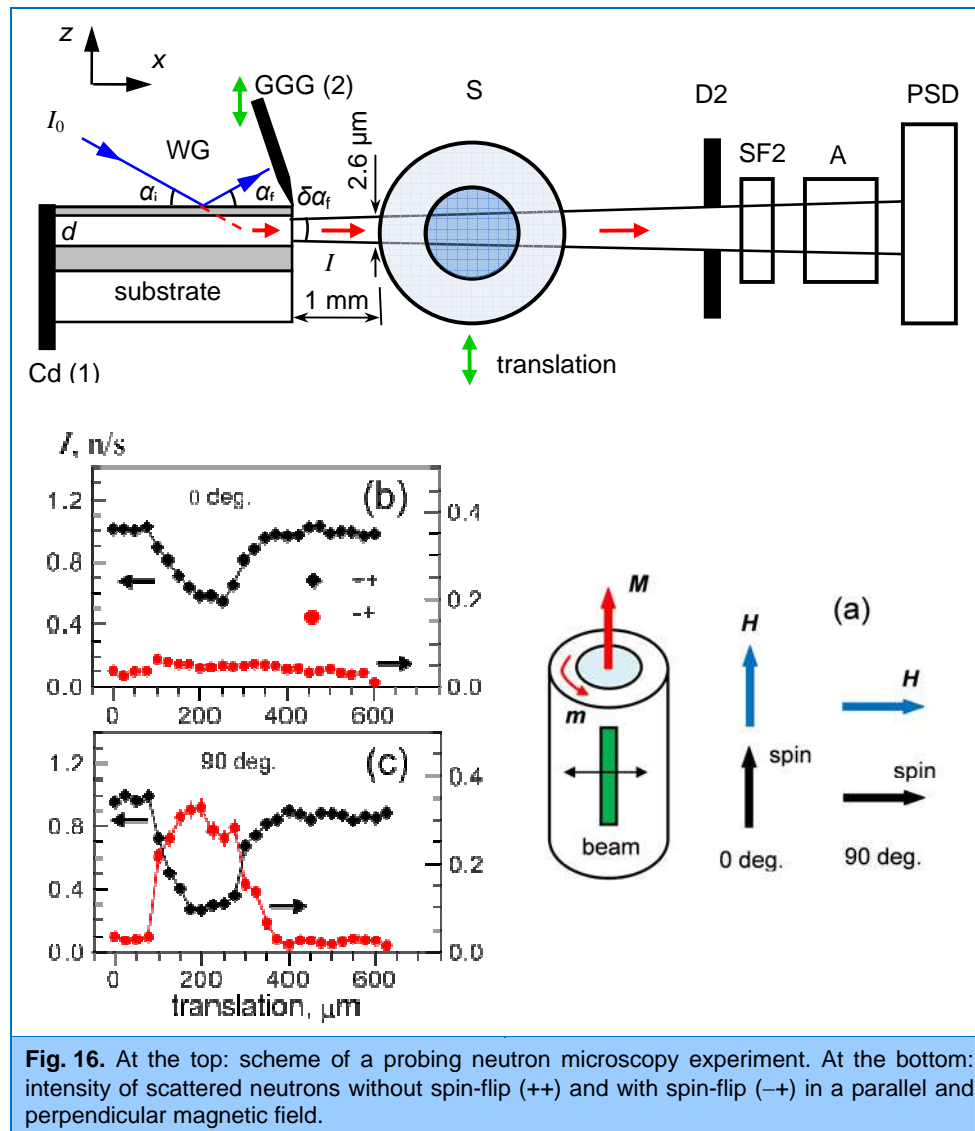 z
x
GGG (2)
S
D2
PSD
I₀
WG
SF2
A
αi
αf
δαf
2.6 µm
d
I
substrate
1 mm
Cd (1)
translation
I, n/s
0 deg.
(b)
1.2
0.8
0.4
0.0
0.4
0.2
0.0
−+
−+
0 200 400 600
90 deg.
(c)
1.2
0.8
0.4
0.0
0.4
0.2
0.0
0 200 400 600
translation, µm
(a)
M
m
H
H
spin
spin
beam
0 deg.
90 deg.
Fig. 16. At the top: scheme of a probing neutron microscopy experiment. At the bottom:
intensity of scattered neutrons without spin-flip (++) and with spin-flip (−+) in a parallel and
perpendicular magnetic field.